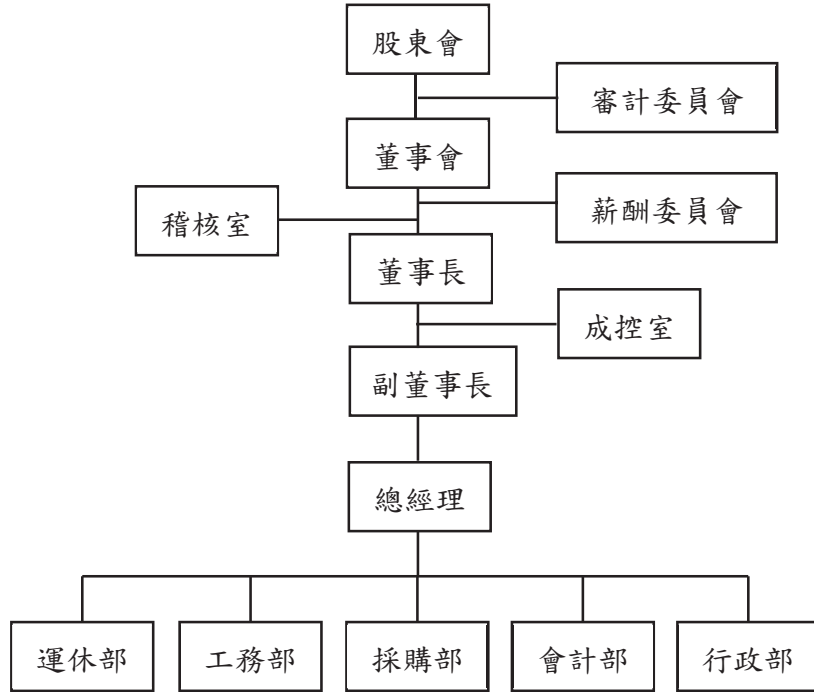 股東會
審計委員會
董事會
薪酬委員會
稽核室
董事長
成控室
副董事長
總經理
運休部
工務部
採購部
會計部
行政部